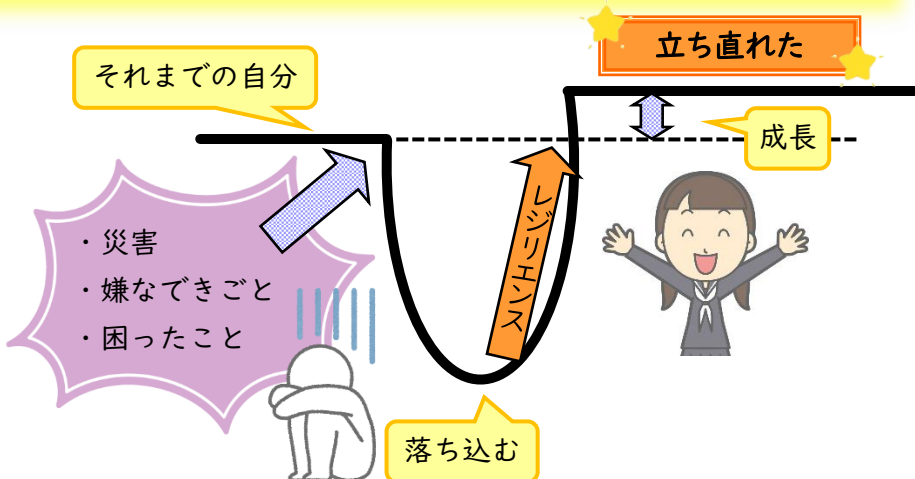 立ち直れた
それまでの自分
成長
・災害
・嫌なできごと
・困ったこと
レジリエンス
落ち込む